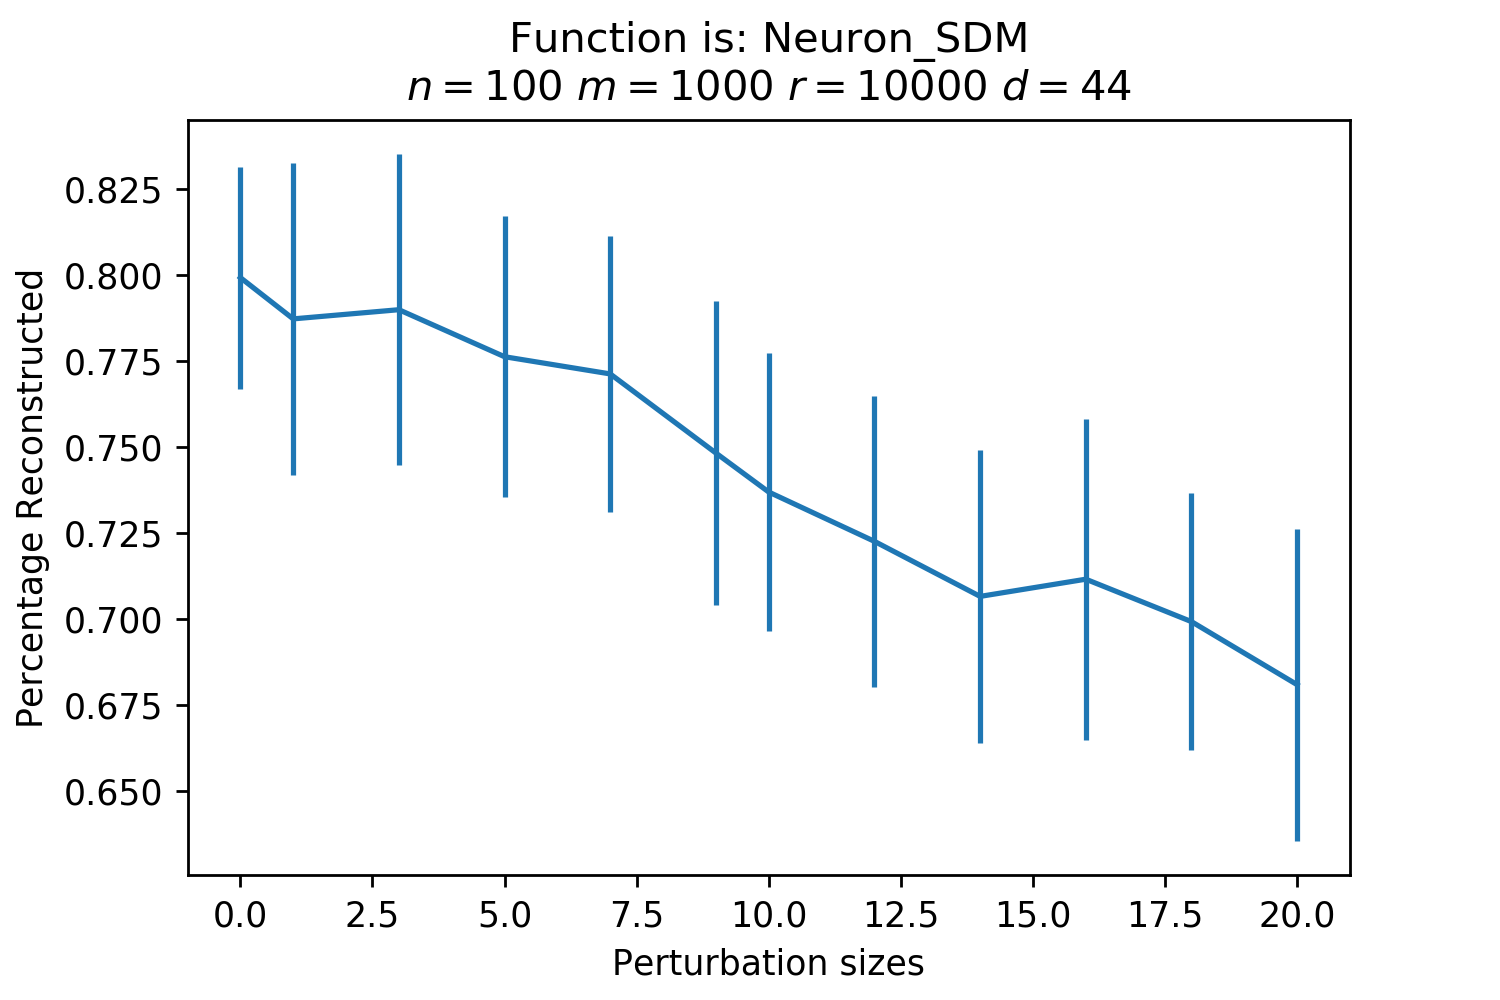 Function is: Neuron_SDM
n = 100 m = 1000 r = 10000 d = 44
Percentage Reconstructed
0.825
0.800
0.775
0.750
0.725
0.700
0.675
0.650
0.0 2.5 5.0 7.5 10.0 12.5 15.0 17.5 20.0
Perturbation sizes